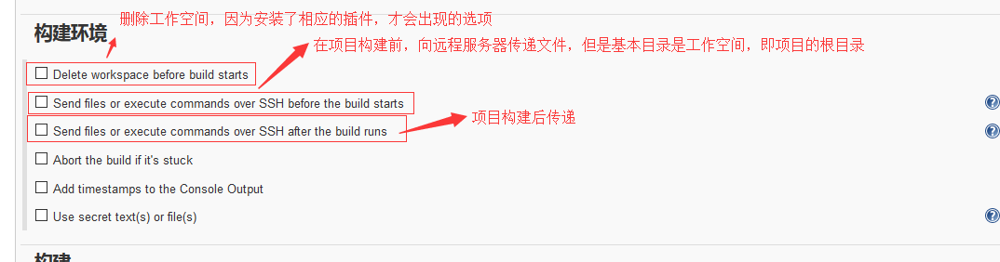 删除工作空间，因为安装了相应的插件，才会出现的选项
构建环境
在项目构建前，向远程服务器传递文件，但是基本目录是工作空间，即项目的根目录
Delete workspace before build starts
Send files or execute commands over SSH before the build starts
项目构建后传递
Send files or execute commands over SSH after the build runs
Abort the build if it's stuck
Add timestamps to the Console Output
Use secret text(s) or file(s)
构建